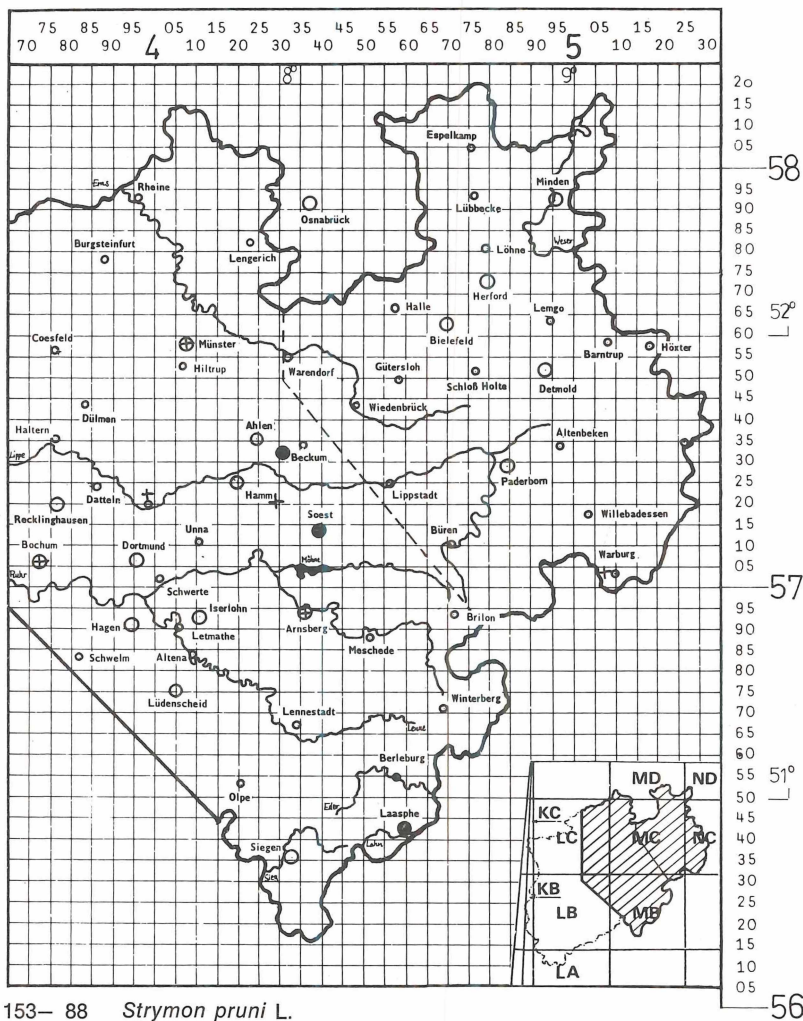 75 85 95 4 05 15 25 35 45 55 65 75 85 95 5 05 15 25
70 80 90 10 20 30 40 50 60 70 80 90 10 20 30
8° 9°
20
15
Espelkamp 10
05
58
Ems Rheine Minden 95
Osnabrück Lübbecke 90
85
Burgsteinfurt Lengerich Löhne Weser 80
75
Herford 70
Halle Lemgo 65
52°
Coesfeld Münster Bielefeld 60
Barntrup Höxter 55
Hiltrup Warendorf Gütersloh Schloß Holte Detmold 50
Dülmen Wiedenbrück 45
40
Haltern Ahlen Altenbeken 35
Lippe Beckum 30
Datteln Hamm Lippstadt Paderborn 25
Recklinghausen Willebadessen 20
Soest 15
Unna Büren 10
Bochum Dortmund Möhne Warburg 05
Ruhr 57
Schwerte
Iserlohn Brilon 95
Hagen Letmathe Arnsberg Meschede 90
Schwelm Altena 85
80
Lüdenscheid 75
Winterberg 70
Lennestadt Lenne 65
60
Berleburg 55
51°
Olpe Eder 50
Laasphe 45
40
Siegen Lahn 35
Sieg 30
25
20
15
10
05
MD ND
KC
LC MC NC
KB
LB MB
LA
56
153– 88 Strymon pruni L.